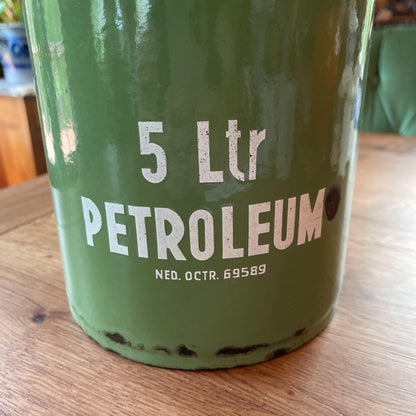 5 Ltr
PETROLEUM
NED. OCTR. 69589